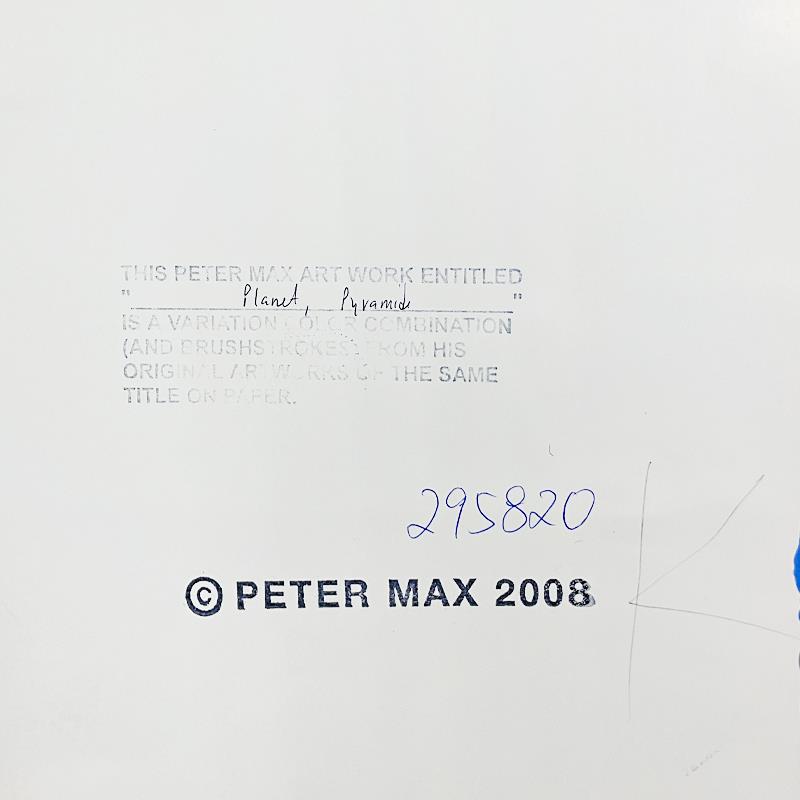 THIS PETER MAX ART WORK ENTITLED
" Planet, Pyramide "
IS A VARIATION COLOR COMBINATION
(AND BRUSHSTROKES) FROM HIS
ORIGINAL ART WORKS OF THE SAME
TITLE ON PAPER.
295820
© PETER MAX 2008
K